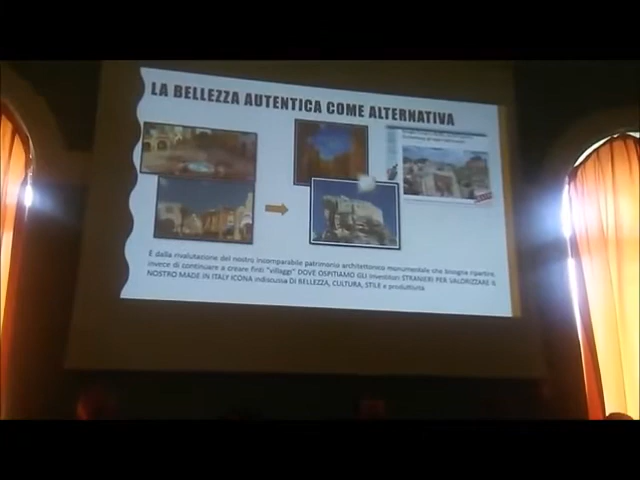 LA BELLEZZA AUTENTICA COME ALTERNATIVA
È dalla rivalutazione del nostro incomparabile patrimonio architettonico monumentale che bisogna ripartire,
invece di continuare a creare finti "villaggi" DOVE OSPITIAMO GLI investitori STRANIERI PER VALORIZZARE IL
NOSTRO MADE IN ITALY ICONA indiscussa DI BELLEZZA, CULTURA, STILE e produttività